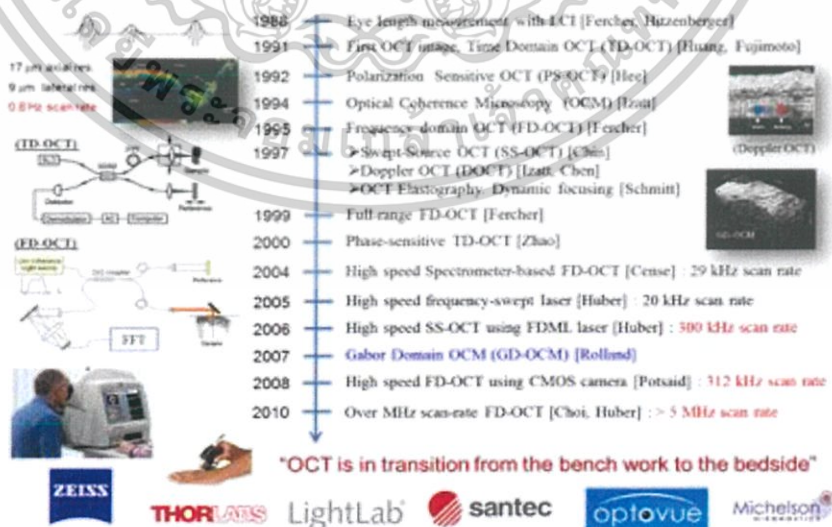 1988 Eye length measurement with LCI [Fercher, Hitzenberger]
1991 First OCT image, Time Domain OCT (TD-OCT) [Huang, Fujimoto]
17 µm axial res
9 µm lateral res
0.8 Hz scan rate
1992 Polarization Sensitive OCT (PS-OCT) [Hee]
1994 Optical Coherence Microscopy (OCM) [Izatt]
1995 Frequency domain OCT (FD-OCT) [Fercher]
1997 ➢Swept-Source OCT (SS-OCT) [Chin]
➢Doppler OCT (DOCT) [Izatt, Chen]
➢OCT Elastography, Dynamic focusing [Schmitt]
(Doppler OCT)
(TD-OCT)
Sample
Reference
Detector
Demodulator AD Computer
1999 Full range FD-OCT [Fercher]
2000 Phase-sensitive TD-OCT [Zhao]
GD-OCM
(FD-OCT)
Reference
Sample
FFT
2004 High speed Spectrometer-based FD-OCT [Cense] : 29 kHz scan rate
2005 High speed frequency-swept laser [Huber] : 20 kHz scan rate
2006 High speed SS-OCT using FDML laser [Huber] : 300 kHz scan rate
2007 Gabor Domain OCM (GD-OCM) [Rolland]
2008 High speed FD-OCT using CMOS camera [Potsaid] : 312 kHz scan rate
2010 Over MHz scan-rate FD-OCT [Choi, Huber] : > 5 MHz scan rate
"OCT is in transition from the bench work to the bedside"
ZEISS
THORLABS
LightLab
santec
optovue
Michelson